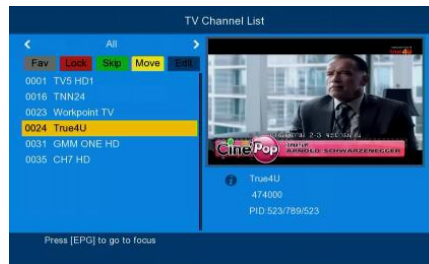 TV Channel List
All
Fav Lock Skip Move Edit
0001 TV5 HD1
0016 TNN24
0023 Workpoint TV
0024 True4U
0031 GMM ONE HD
0035 CH7 HD
CinePop
ARNOLD SCHWARZENEGGER
True4U
474000
PID:523/789/523
Press [EPG] to go to focus